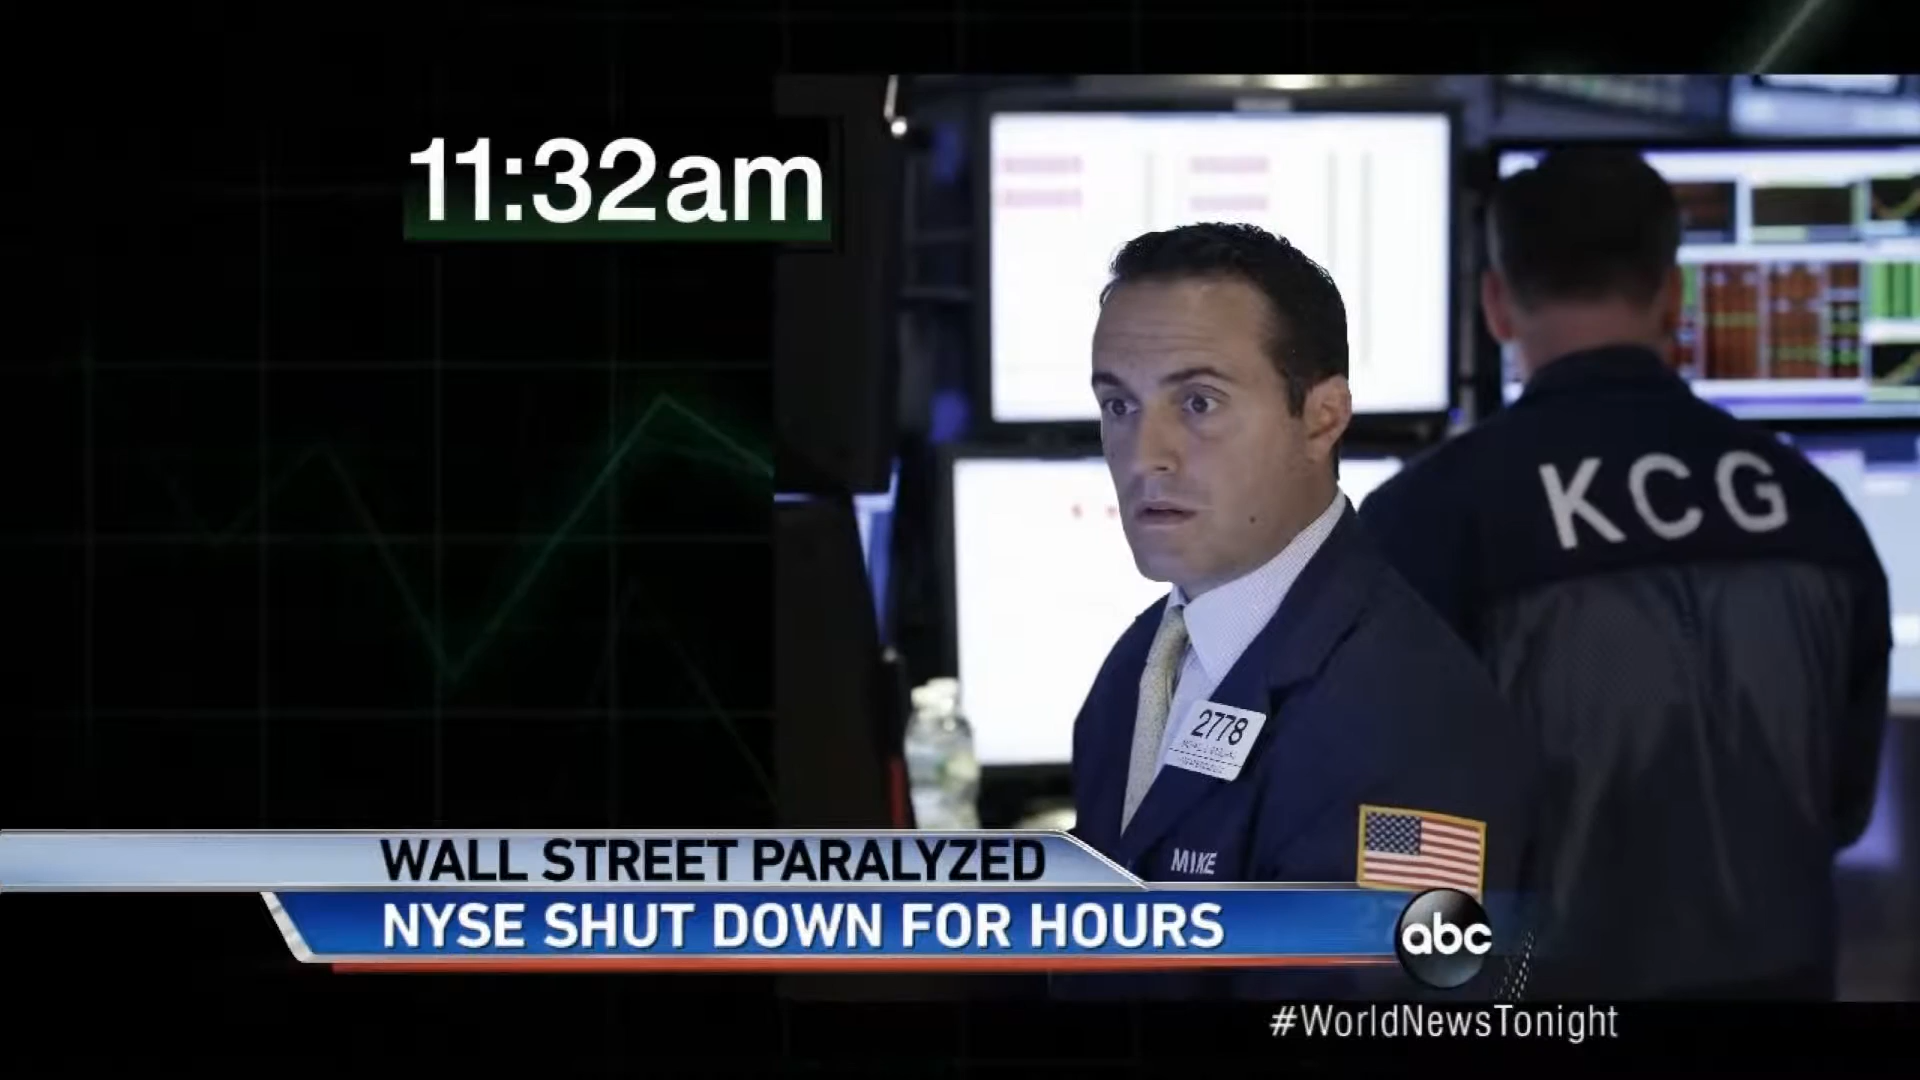 11:32am
KCG
2778
MIKE
WALL STREET PARALYZED
NYSE SHUT DOWN FOR HOURS
abc
#WorldNewsTonight